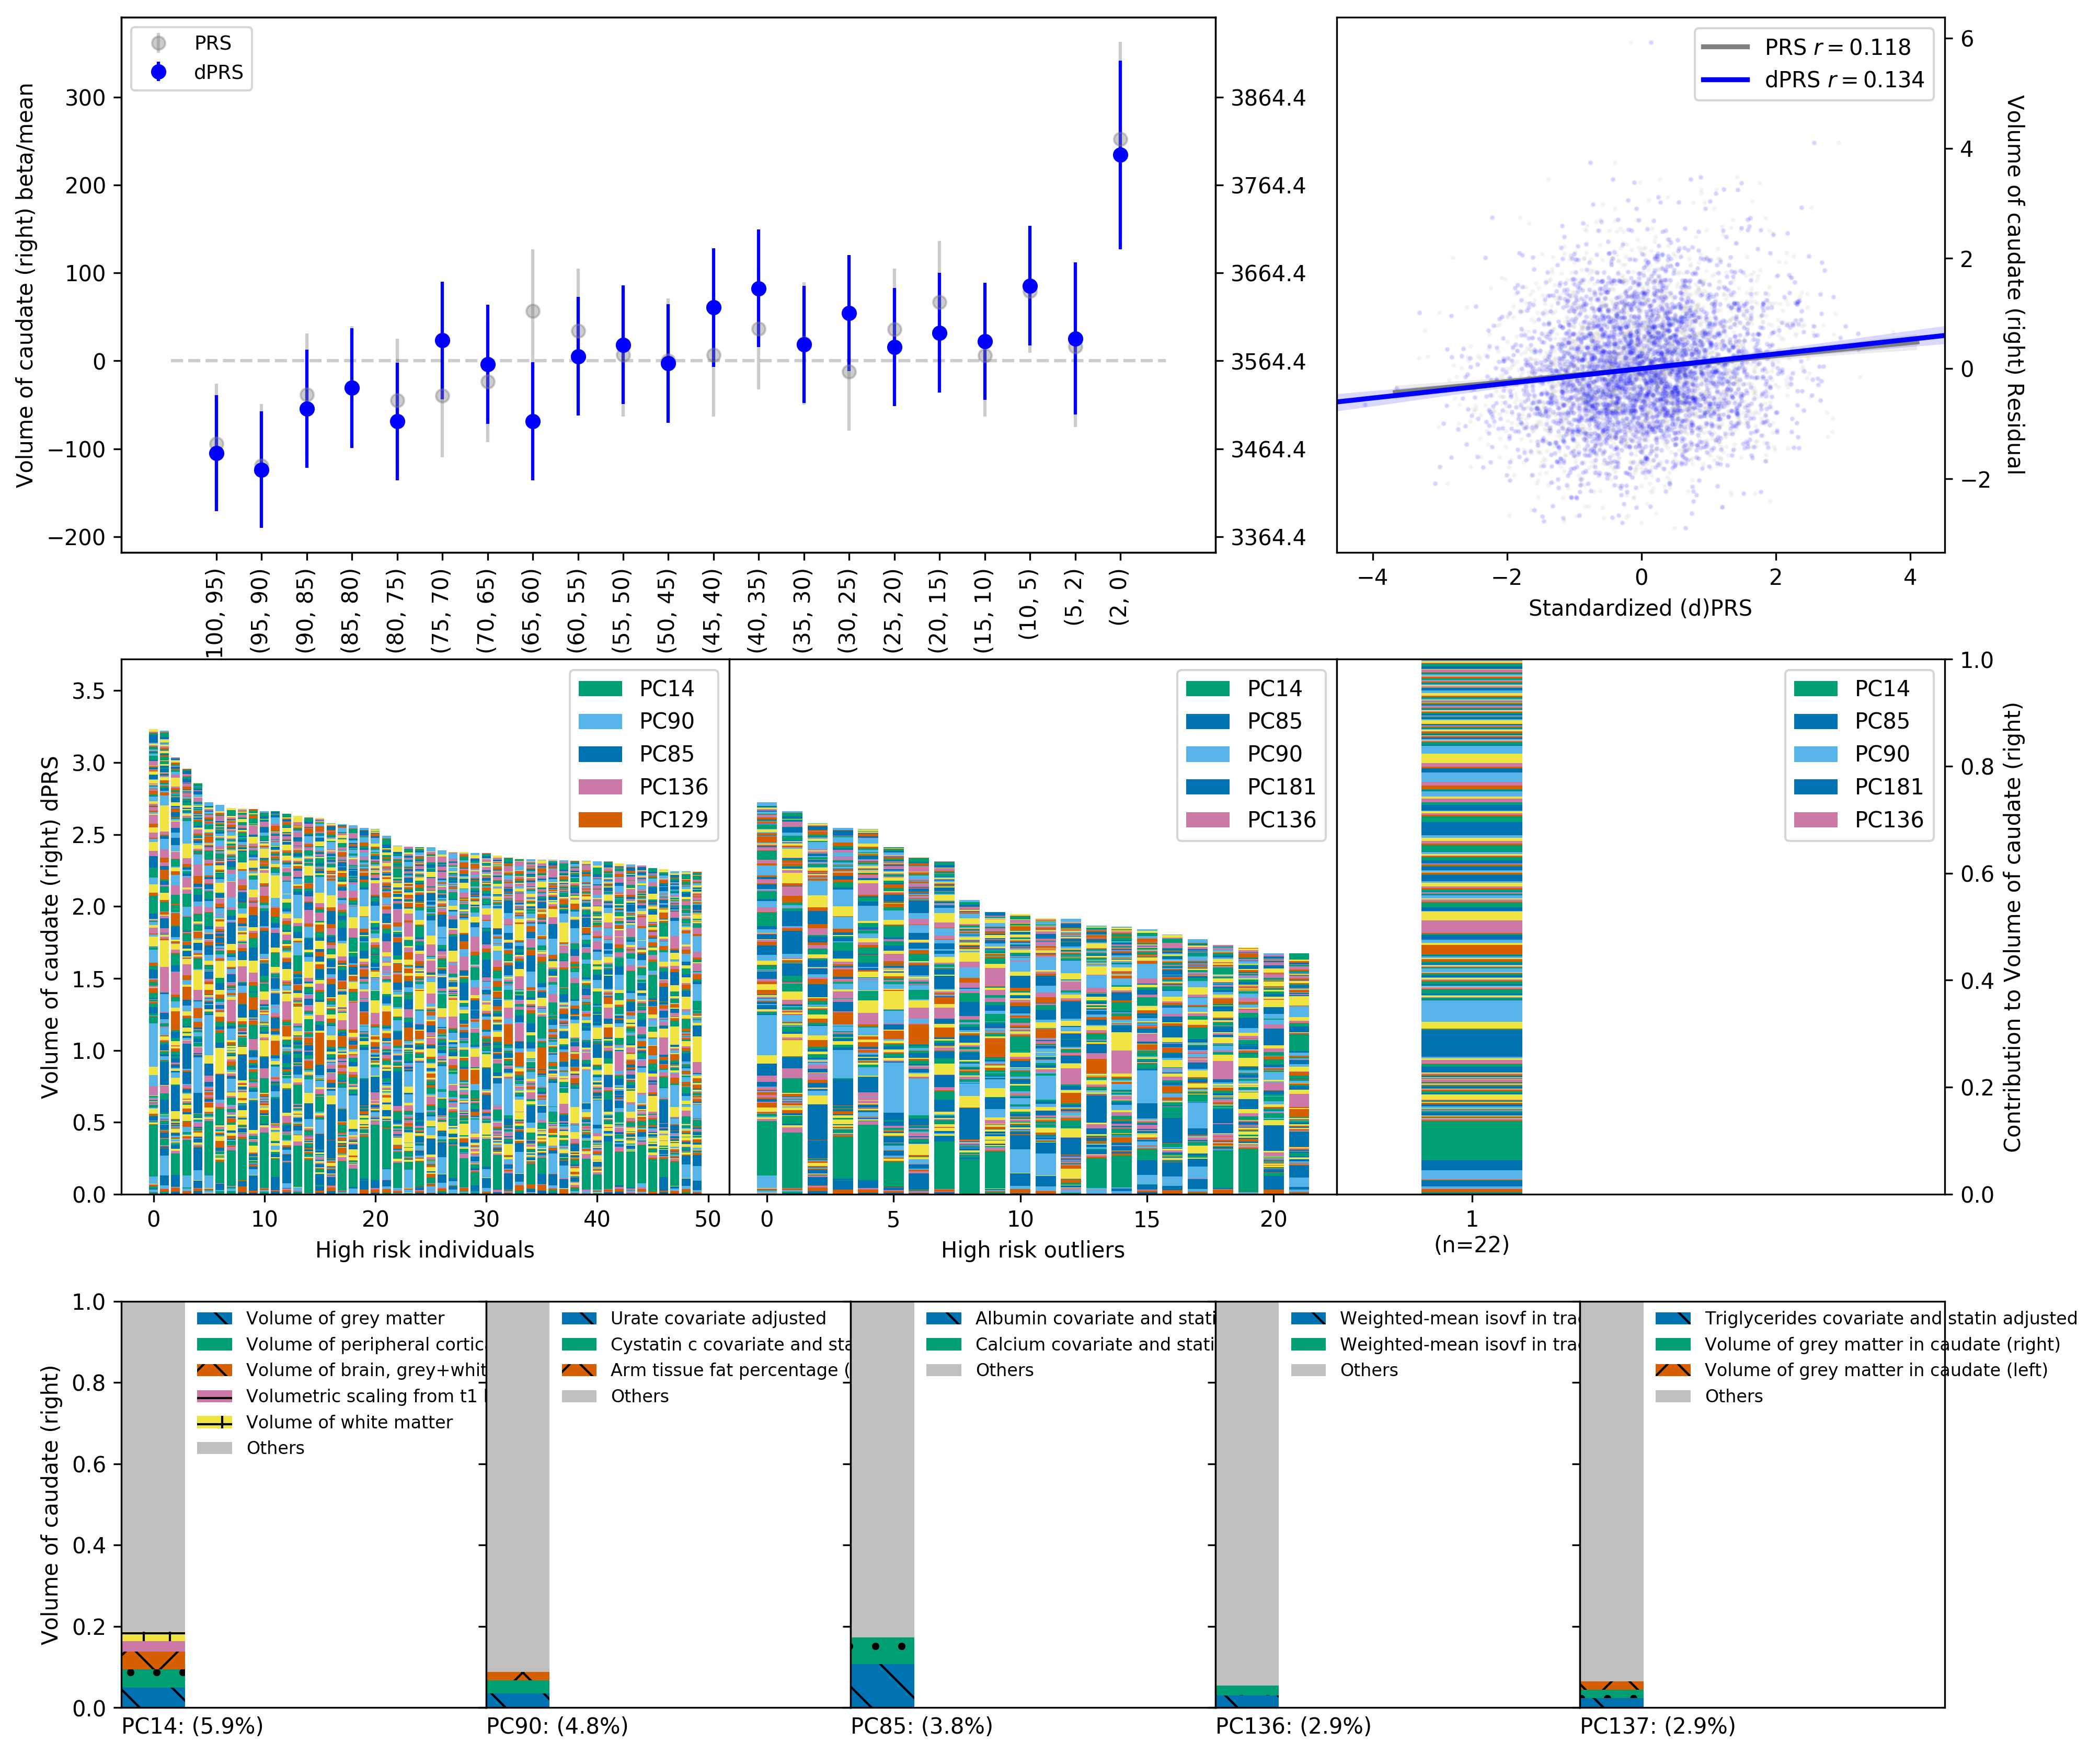 PRS
dPRS
Volume of caudate (right) beta/mean
300
200
100
0
−100
−200
3864.4
3764.4
3664.4
3564.4
3464.4
3364.4
100, 95)
(95, 90)
(90, 85)
(85, 80)
(80, 75)
(75, 70)
(70, 65)
(65, 60)
(60, 55)
(55, 50)
(50, 45)
(45, 40)
(40, 35)
(35, 30)
(30, 25)
(25, 20)
(20, 15)
(15, 10)
(10, 5)
(5, 2)
(2, 0)
PRS r = 0.118
dPRS r = 0.134
6
4
2
0
−2
Volume of caudate (right) Residual
−4 −2 0 2 4
Standardized (d)PRS
Volume of caudate (right) dPRS
3.5
3.0
2.5
2.0
1.5
1.0
0.5
0.0
PC14
PC90
PC85
PC136
PC129
0 10 20 30 40 50
High risk individuals
PC14
PC85
PC90
PC181
PC136
0 5 10 15 20
High risk outliers
PC14
PC85
PC90
PC181
PC136
1
(n=22)
1.0
0.8
0.6
0.4
0.2
0.0
Contribution to Volume of caudate (right)
Volume of caudate (right)
1.0
0.8
0.6
0.4
0.2
0.0
Volume of grey matter
Volume of peripheral cortic
Volume of brain, grey+whit
Volumetric scaling from t1
Volume of white matter
Others
PC14: (5.9%)
Urate covariate adjusted
Cystatin c covariate and sta
Arm tissue fat percentage (
Others
PC90: (4.8%)
Albumin covariate and stati
Calcium covariate and stati
Others
PC85: (3.8%)
Weighted-mean isovf in trac
Weighted-mean isovf in trac
Others
PC136: (2.9%)
Triglycerides covariate and statin adjusted
Volume of grey matter in caudate (right)
Volume of grey matter in caudate (left)
Others
PC137: (2.9%)